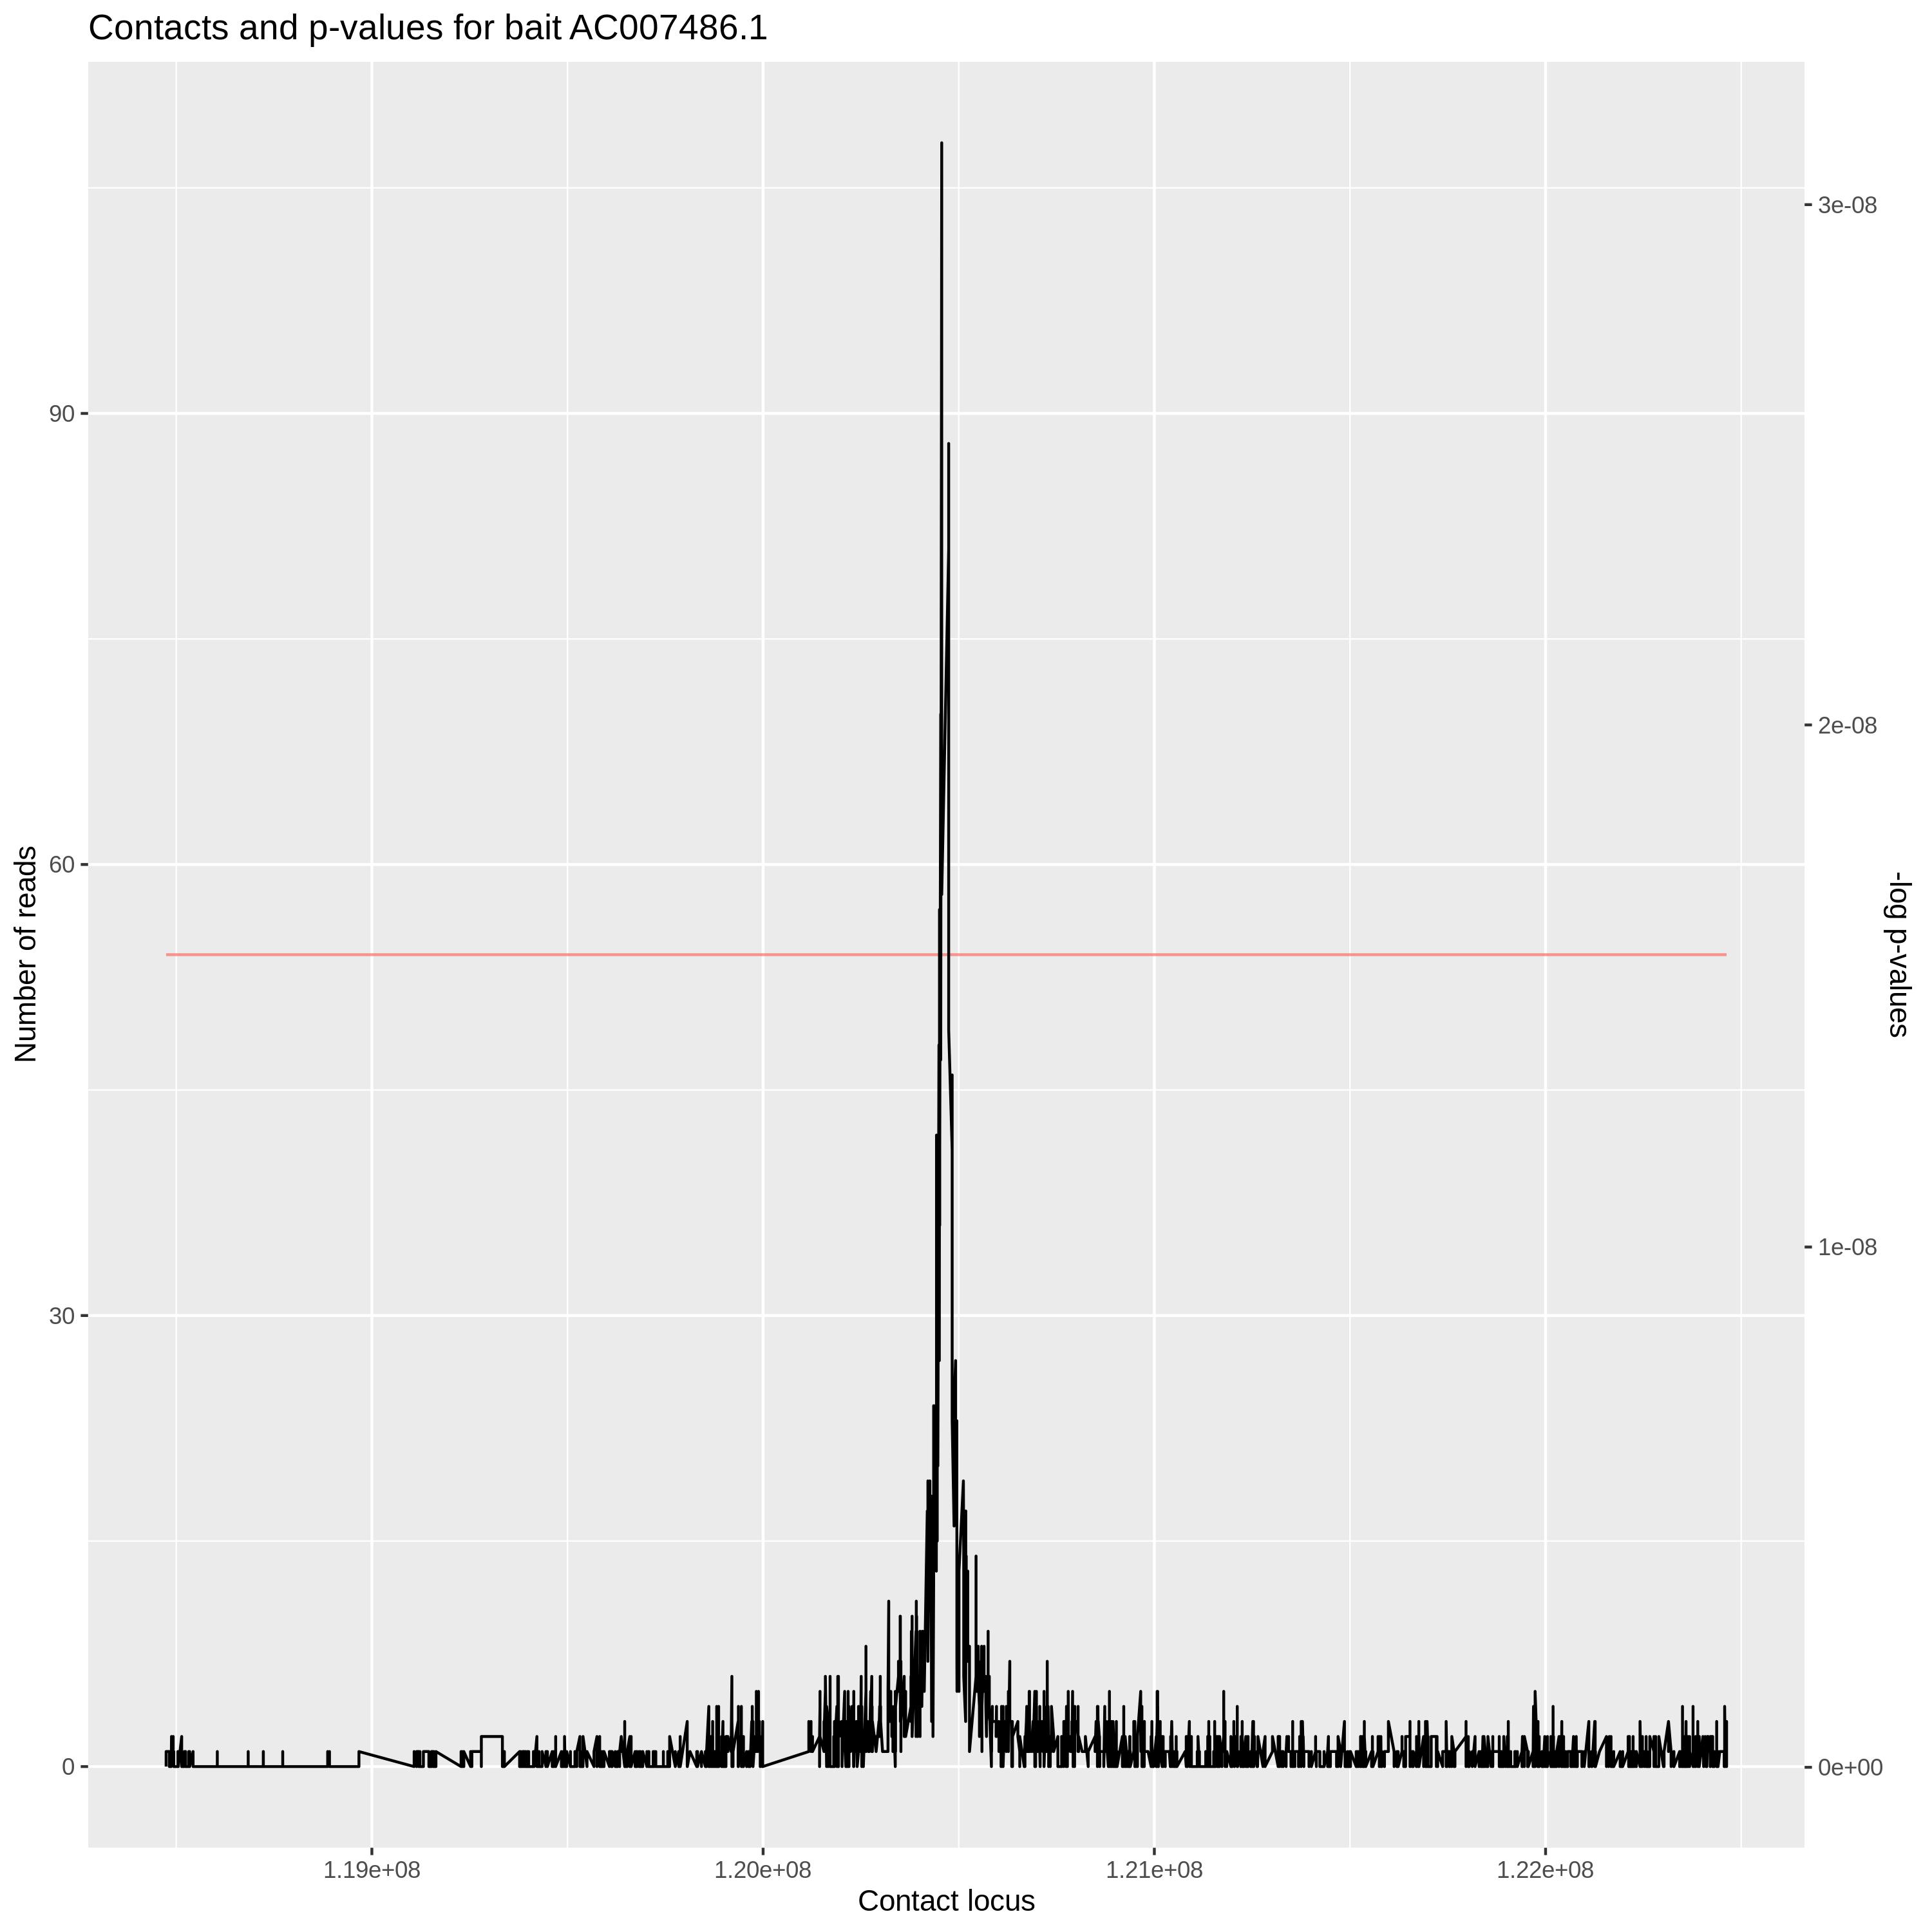 Contacts and p-values for bait AC007486.1
Number of reads
90
60
30
0
3e-08
2e-08
1e-08
0e+00
-log p-values
1.19e+08
1.20e+08
1.21e+08
1.22e+08
Contact locus